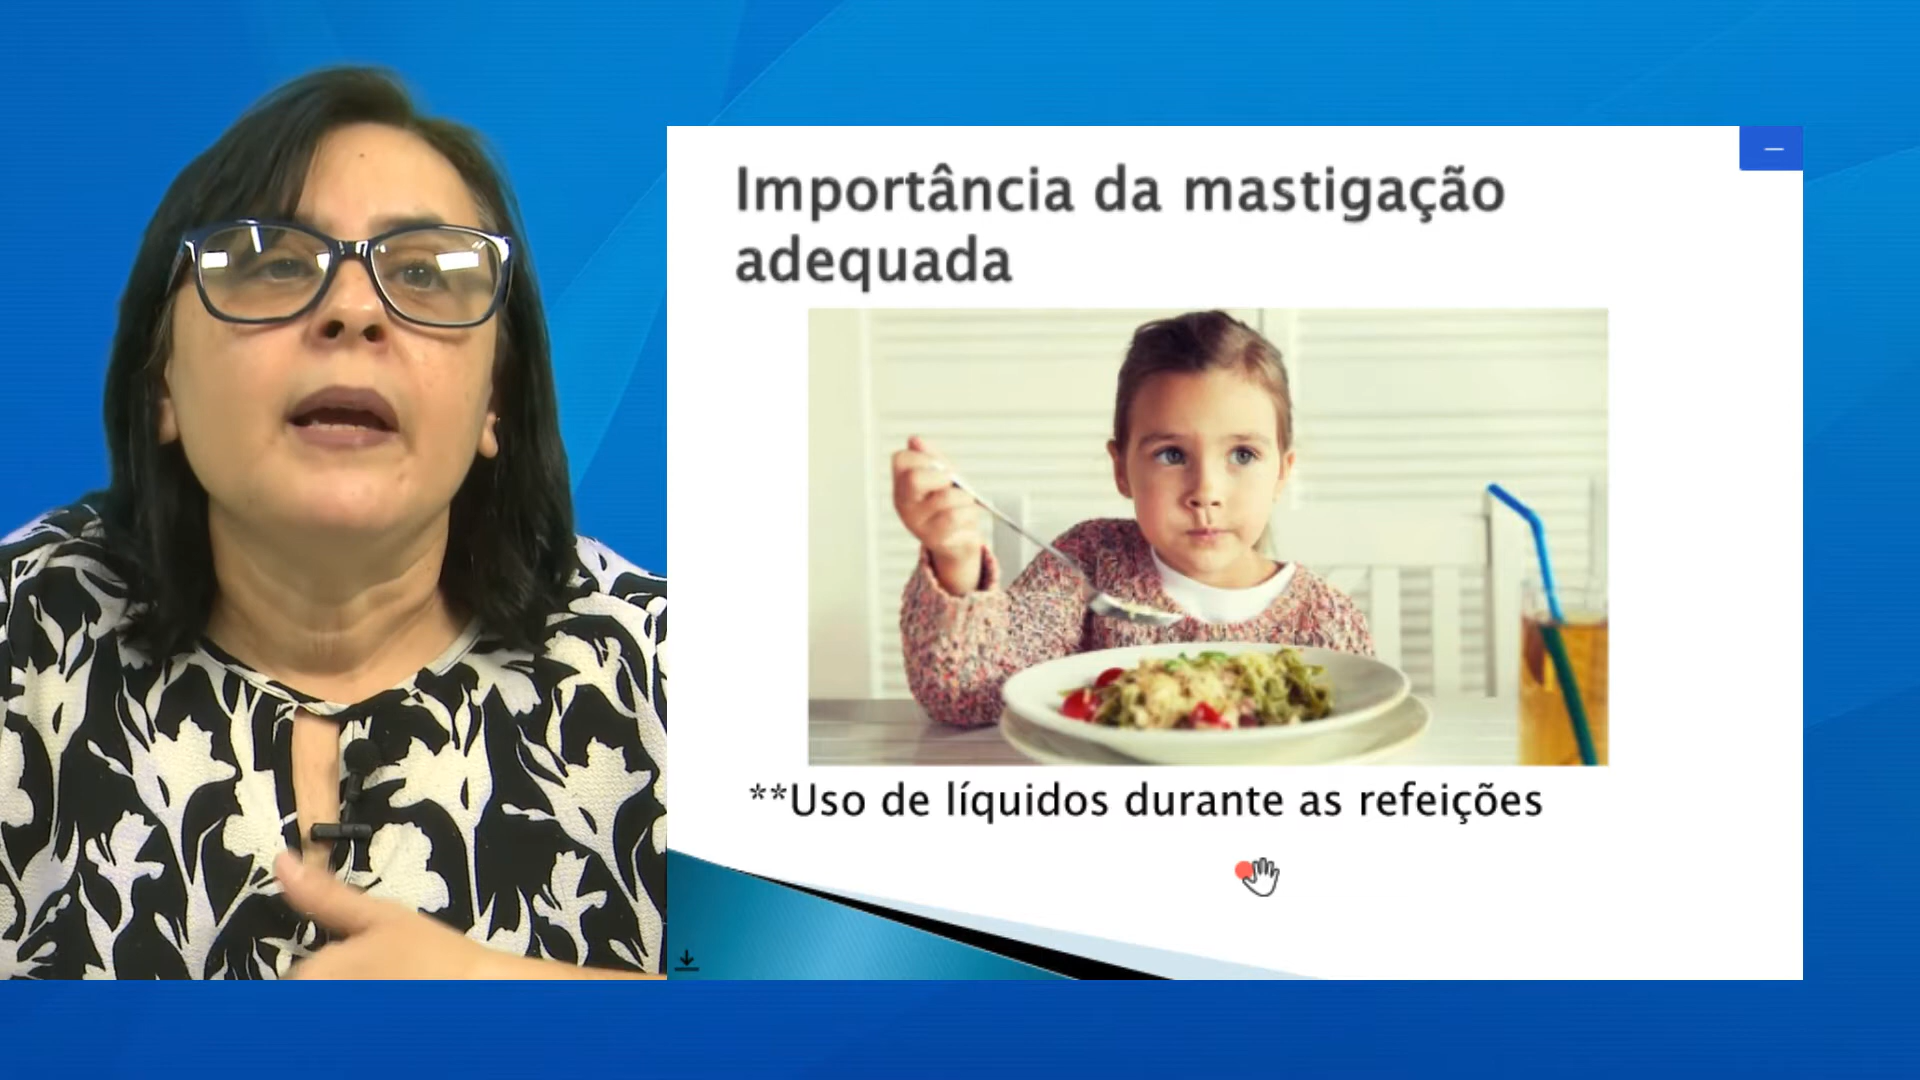 Importância da mastigação
adequada
**Uso de líquidos durante as refeições